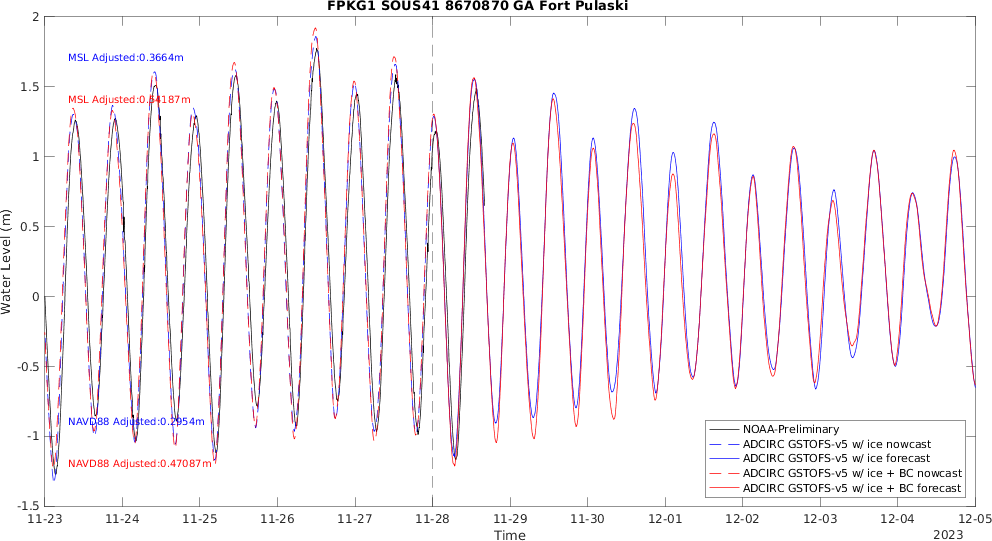 FPKG1 SOUS41 8670870 GA Fort Pulaski
2
1.5
1
0.5
0
-0.5
-1
-1.5
Water Level (m)
MSL Adjusted:0.3664m
MSL Adjusted:0.54187m
NAVD88 Adjusted:0.2954m
NAVD88 Adjusted:0.47087m
NOAA-Preliminary
ADCIRC GSTOFS-v5 w/ ice nowcast
ADCIRC GSTOFS-v5 w/ ice forecast
ADCIRC GSTOFS-v5 w/ ice + BC nowcast
ADCIRC GSTOFS-v5 w/ ice + BC forecast
11-23 11-24 11-25 11-26 11-27 11-28 11-29 11-30 12-01 12-02 12-03 12-04 12-05
Time
2023